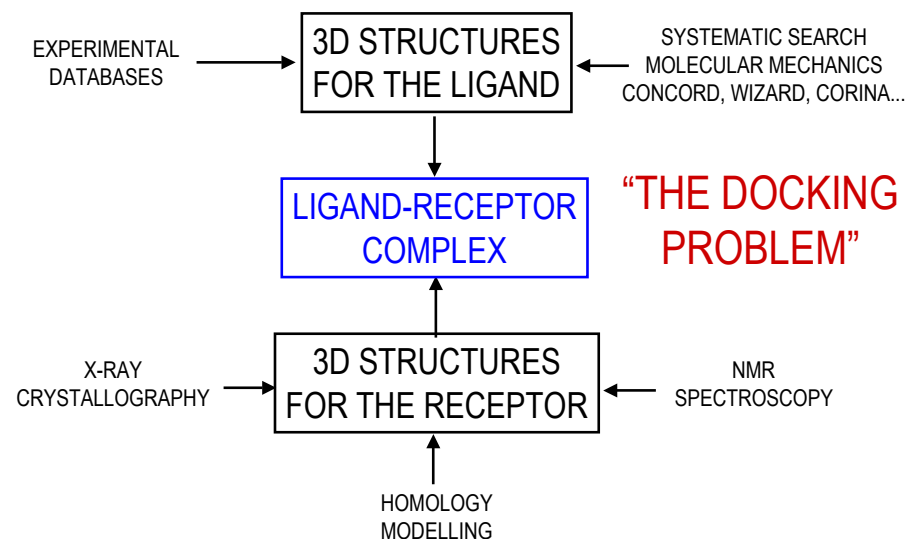 EXPERIMENTAL
DATABASES
3D STRUCTURES
FOR THE LIGAND
SYSTEMATIC SEARCH
MOLECULAR MECHANICS
CONCORD, WIZARD, CORINA...
LIGAND-RECEPTOR
COMPLEX
“THE DOCKING
PROBLEM”
X-RAY
CRYSTALLOGRAPHY
3D STRUCTURES
FOR THE RECEPTOR
NMR
SPECTROSCOPY
HOMOLOGY
MODELLING